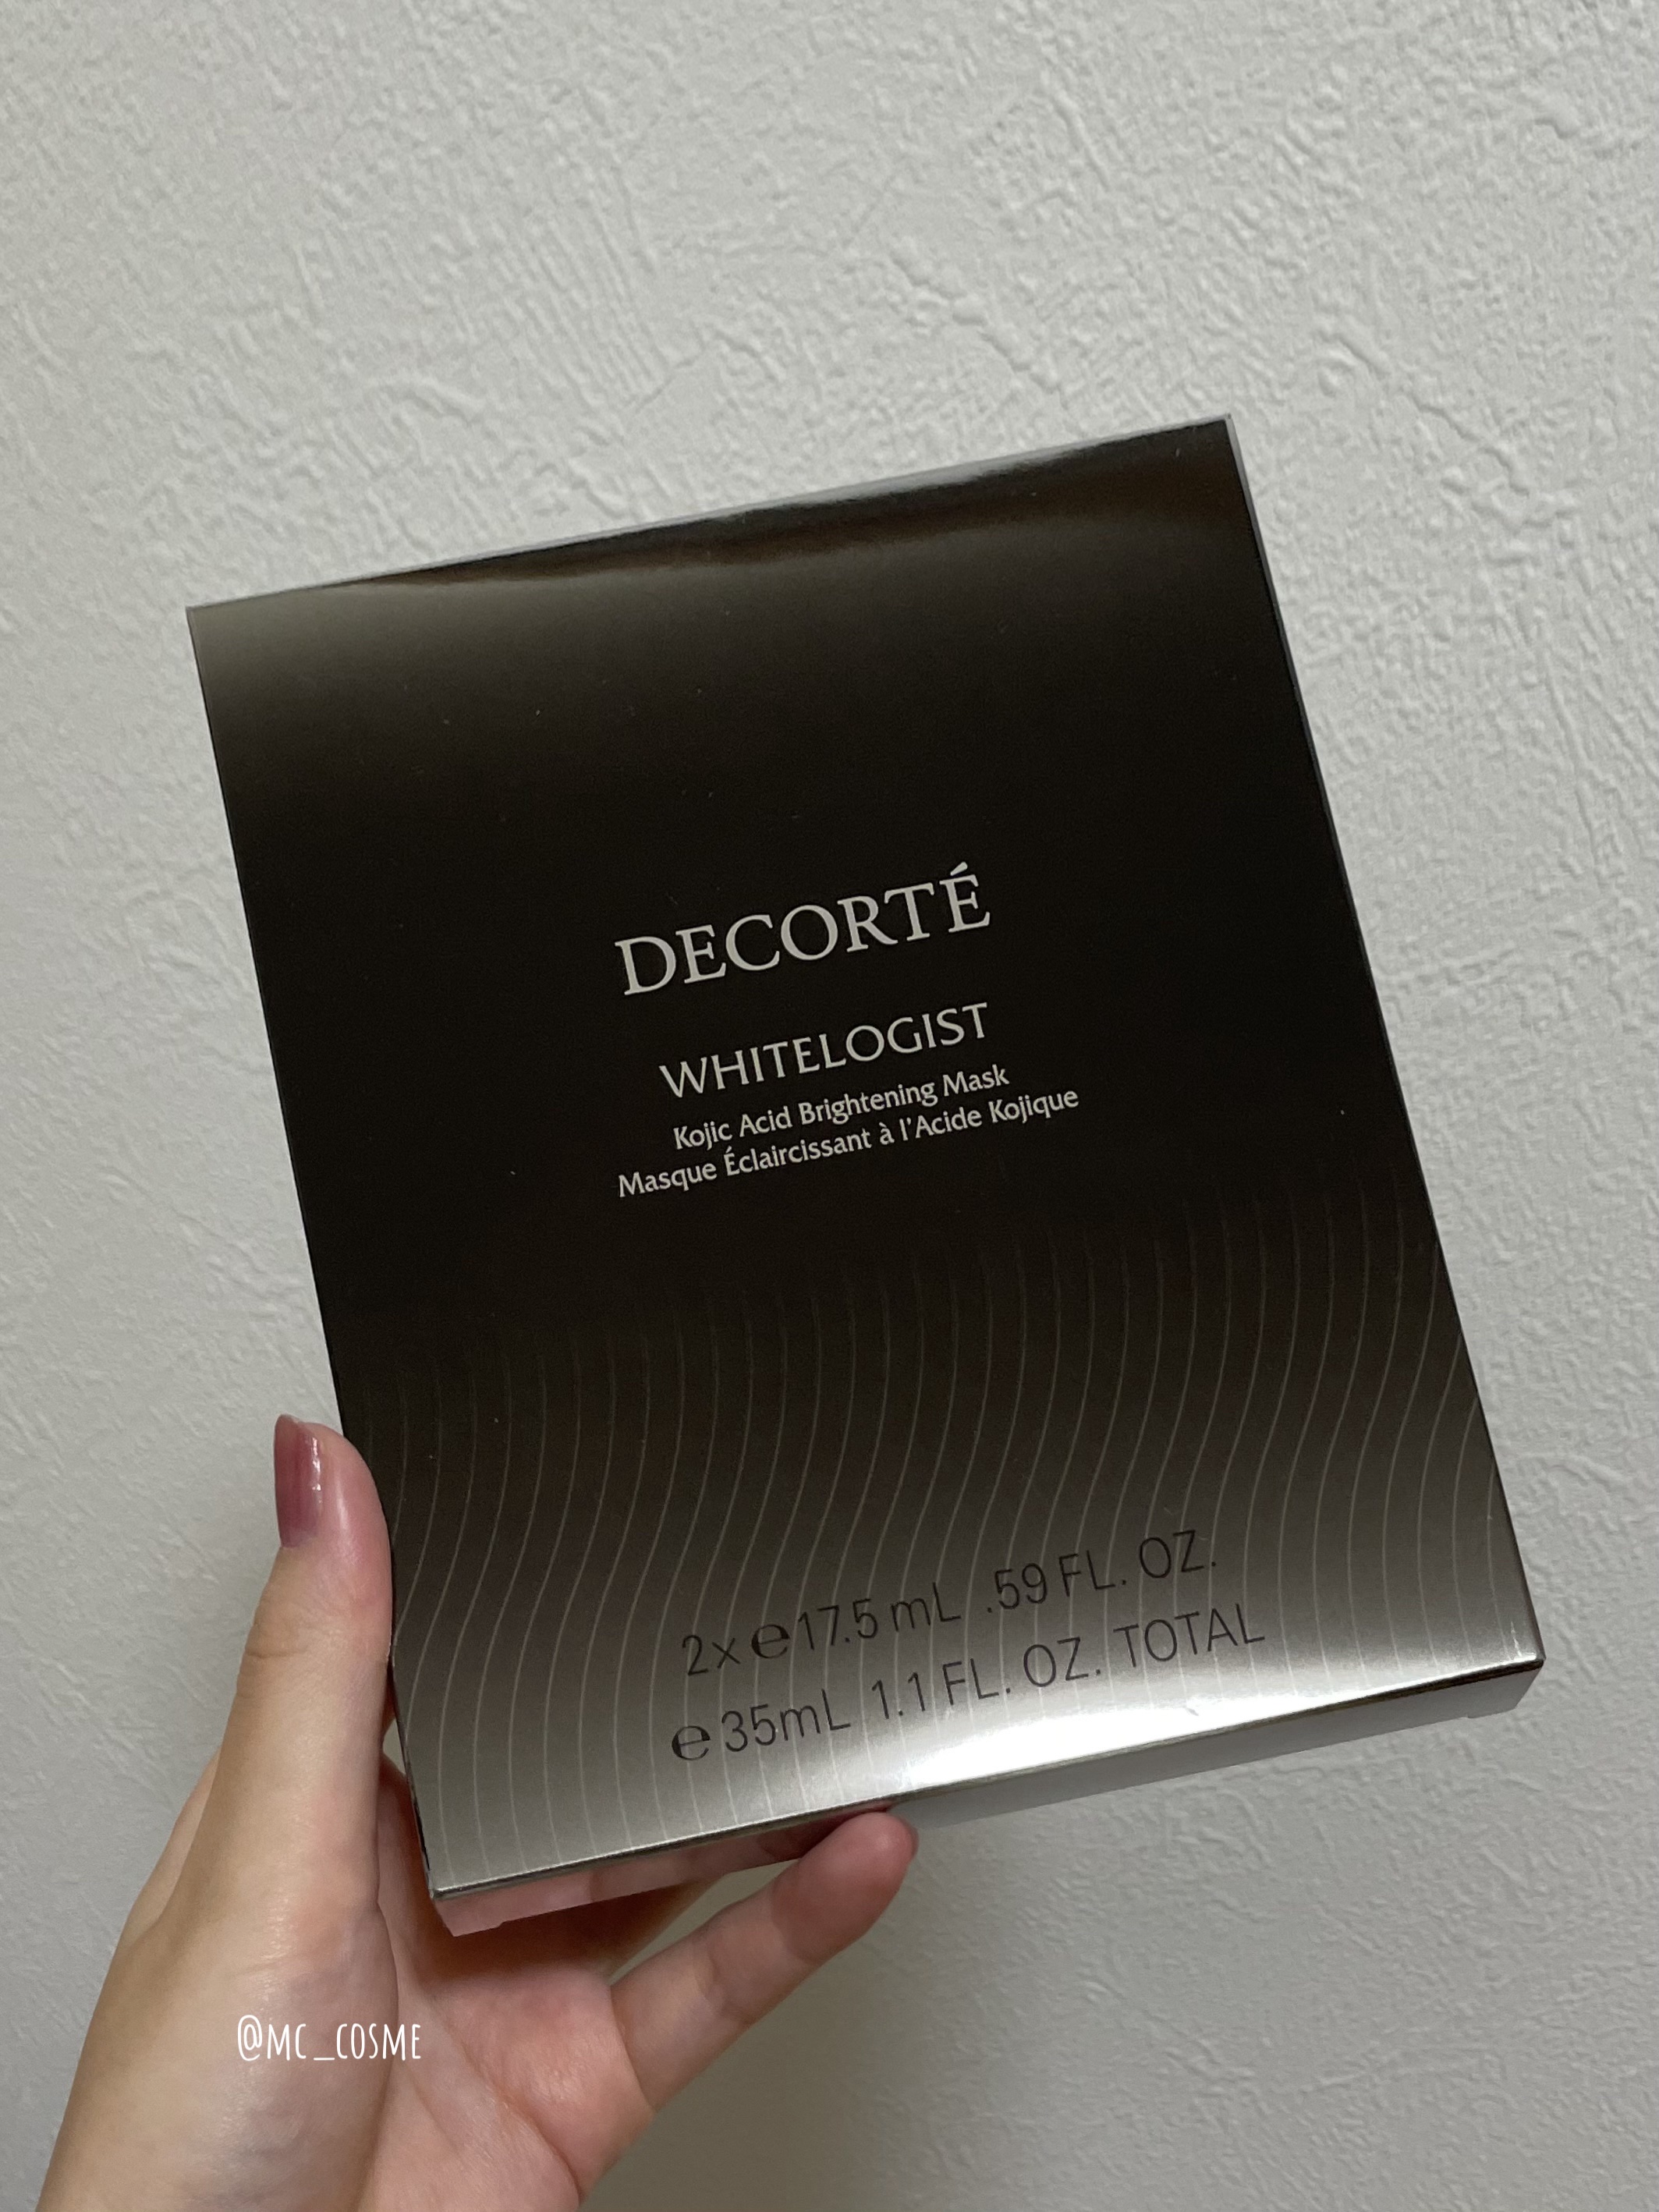 DECORTÉ
WHITELOGIST
Kojic Acid Brightening Mask
Masque Éclaircissant à l'Acide Kojique
2x℮17.5 mL .59 FL. OZ.
℮35mL 1.1 FL. OZ. TOTAL
@MC_COSME